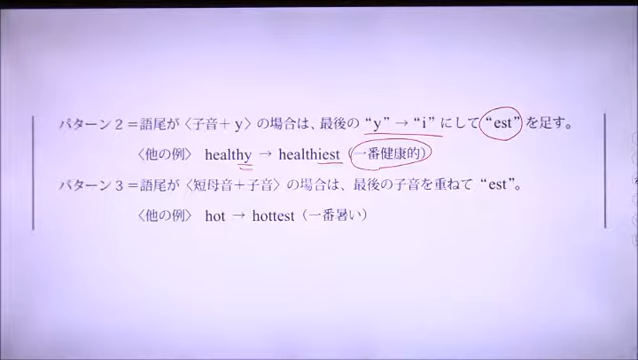 パターン2＝語尾が〈子音＋y〉の場合は、最後の“y”→“i”にして“est”を足す。
〈他の例〉 healthy → healthiest（一番健康的）
パターン3＝語尾が〈短母音＋子音〉の場合は、最後の子音を重ねて“est”。
〈他の例〉 hot → hottest（一番暑い）